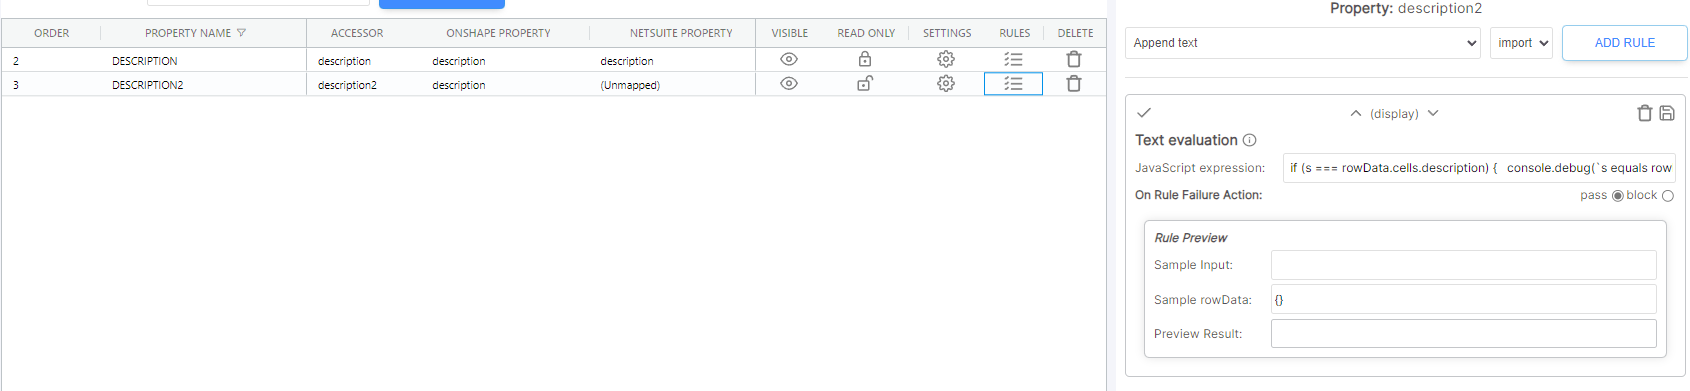 Property: description2
Append text import ADD RULE
ORDER PROPERTY NAME ACCESSOR ONSHAPE PROPERTY NETSUITE PROPERTY VISIBLE READ ONLY SETTINGS RULES DELETE
2 DESCRIPTION description description description
3 DESCRIPTION2 description2 description (Unmapped)
(display)
Text evaluation
JavaScript expression: if (s === rowData.cells.description) { console.debug(`s equals row
On Rule Failure Action: pass block
Rule Preview
Sample Input:
Sample rowData: {}
Preview Result: